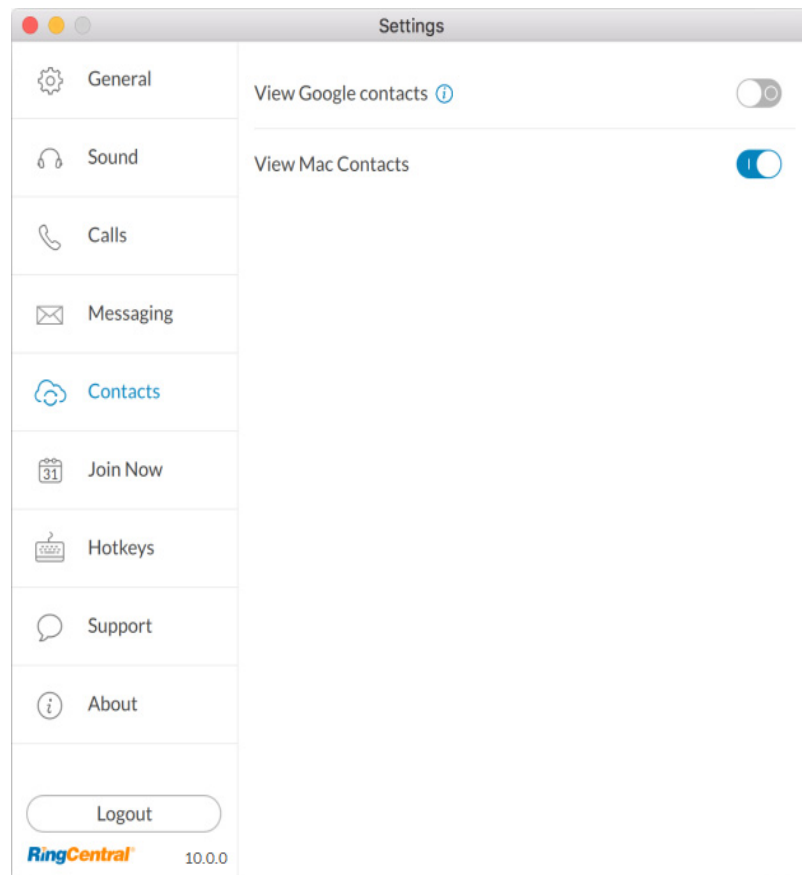 Settings
General
Sound
Calls
Messaging
Contacts
31
Join Now
Hotkeys
Support
About
Logout
RingCentral®
10.0.0
View Google contacts i
View Mac Contacts